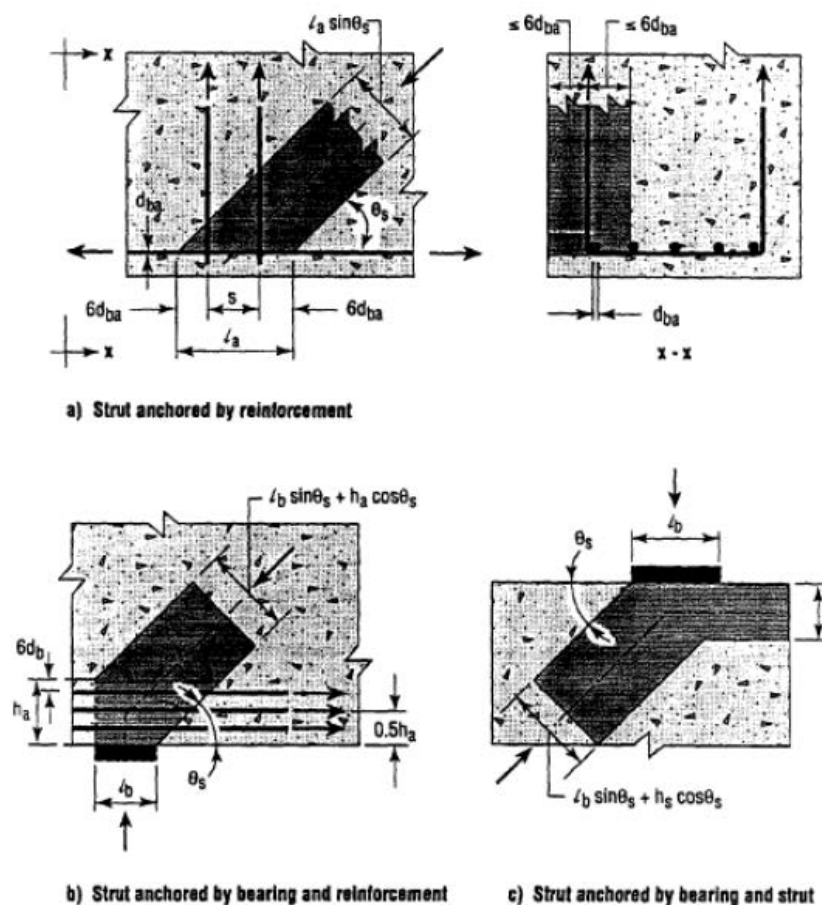 ℓa sinθs
≤ 6dba ≤ 6dba
x
dba
θs
6dba s 6dba
ℓa
x
dba
x - x
a) Strut anchored by reinforcement
ℓb sinθs + ha cosθs
ℓb
θs
6db
ha
0.5ha
θs
ℓb
ℓb sinθs + hs cosθs
b) Strut anchored by bearing and reinforcement
c) Strut anchored by bearing and strut